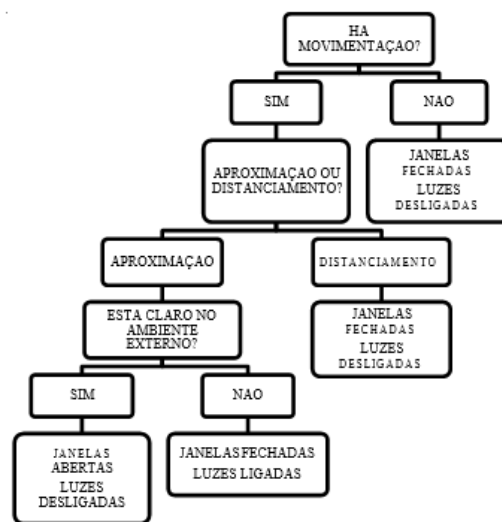 HA
MOVIMENTAÇAO?
SIM
NAO
APROXIMAÇAO OU
DISTANCIAMENTO?
JANELAS
FECHADAS
LUZES
DESLIGADAS
APROXIMAÇAO
DISTANCIAMENTO
ESTA CLARO NO
AMBIENTE
EXTERNO?
JANELAS
FECHADAS
LUZES
DESLIGADAS
SIM
NAO
JANELAS
ABERTAS
LUZES
DESLIGADAS
JANELAS FECHADAS
LUZES LIGADAS